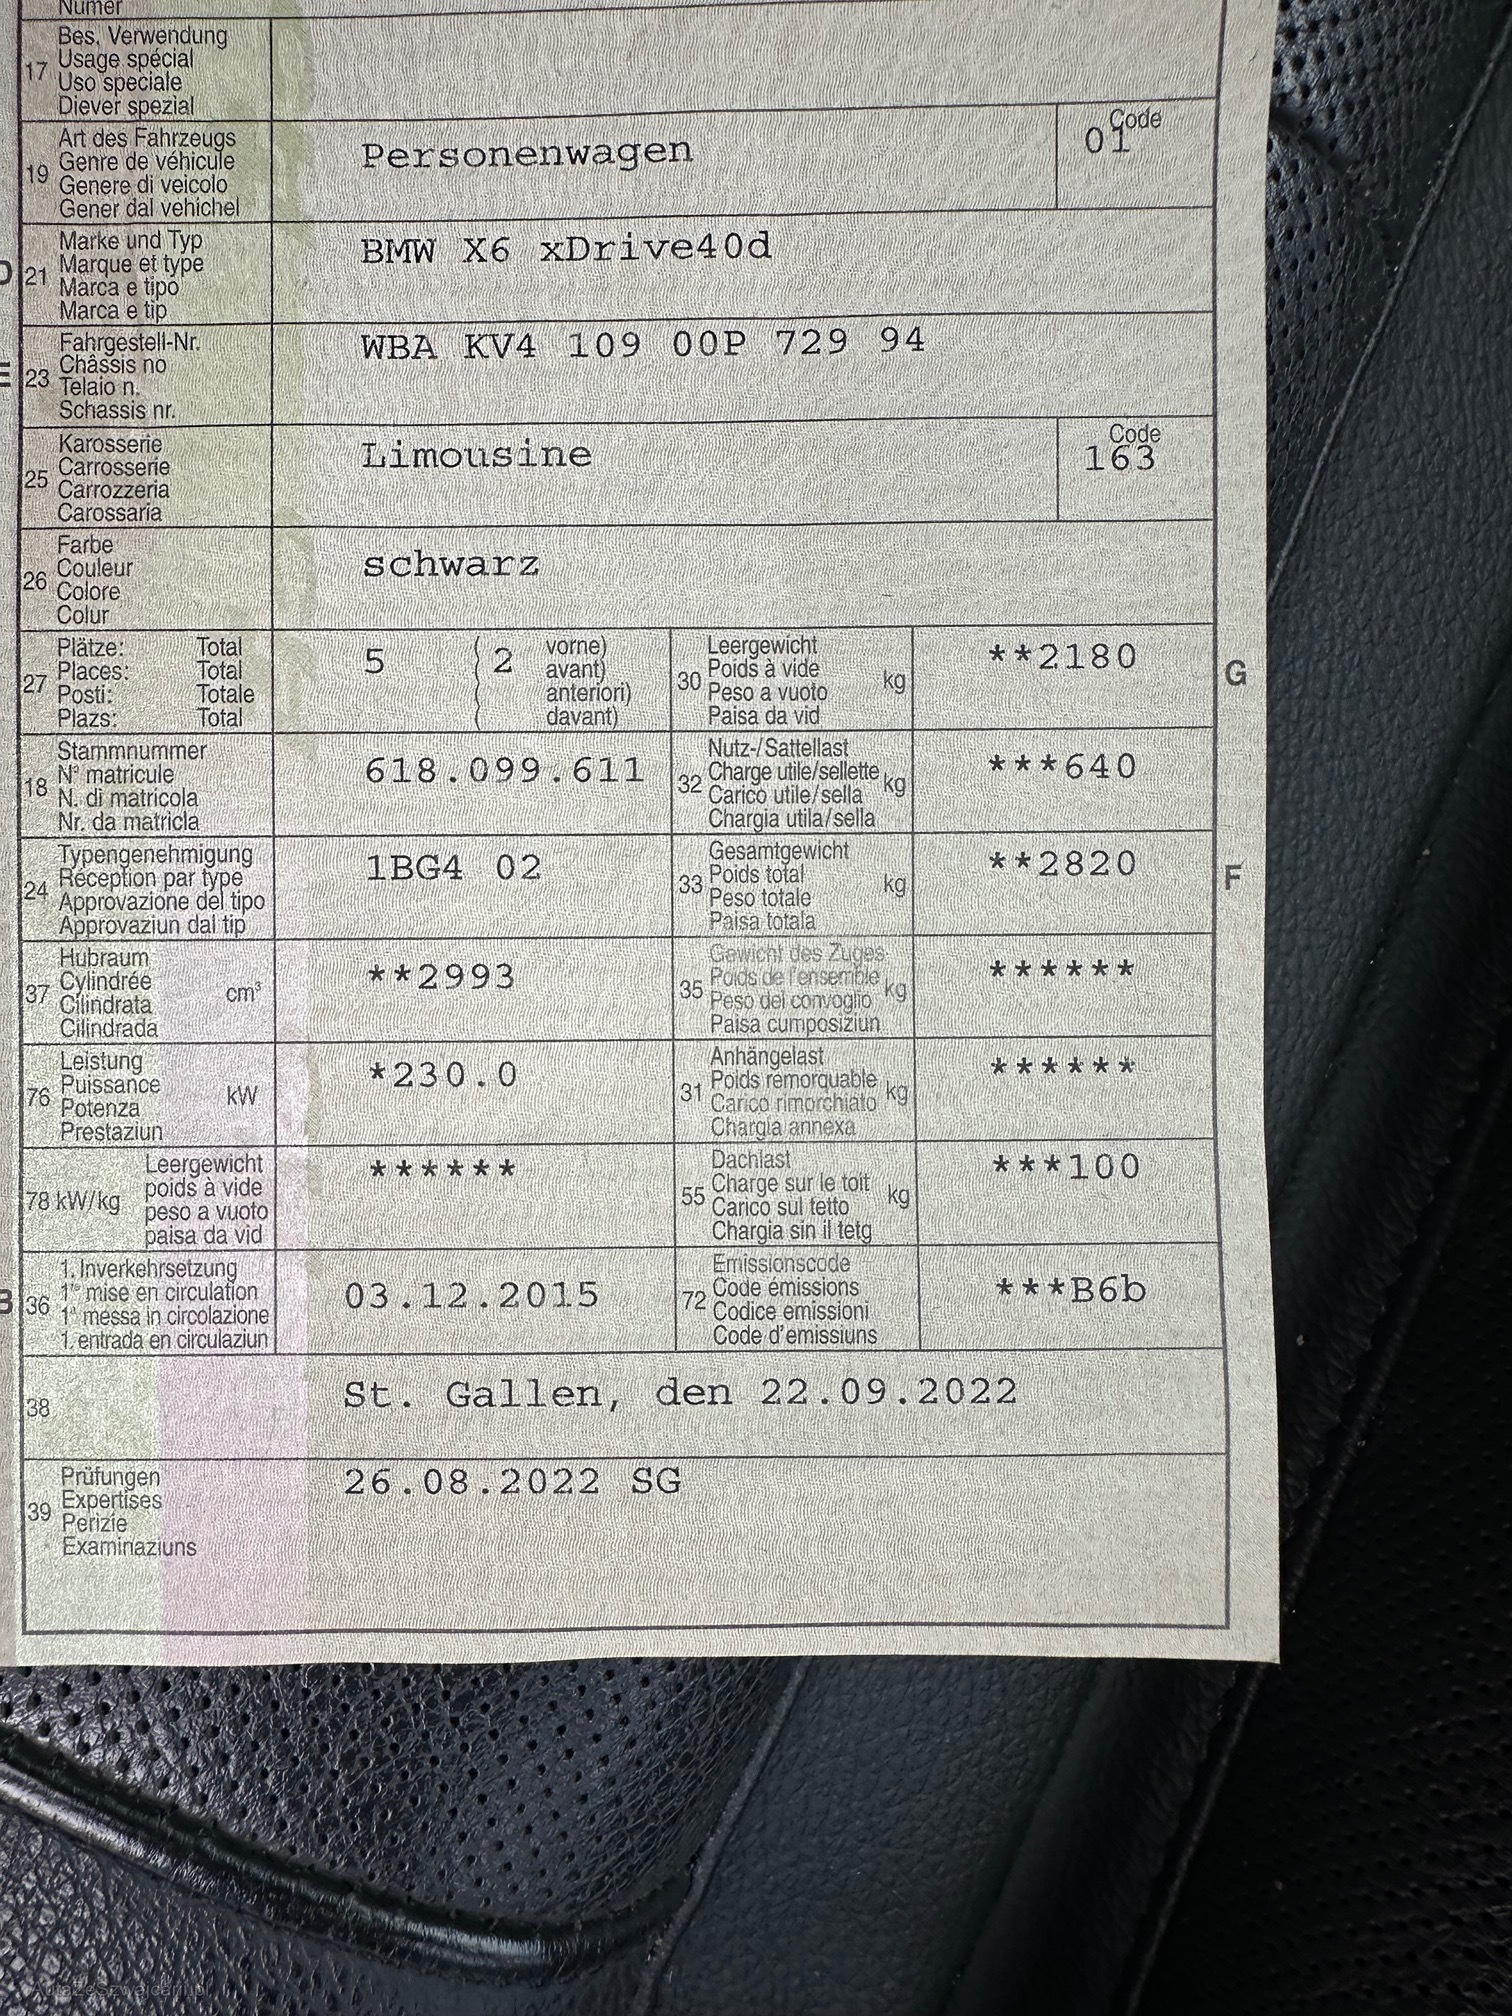 Numer
17 Bes. Verwendung
Usage spécial
Uso speciale
Diever spezial
19 Art des Fahrzeugs
Genre de véhicule
Genere di veicolo
Gener dal vehichel
Personenwagen
Code
01
D 21 Marke und Typ
Marque et type
Marca e tipo
Marca e tip
BMW X6 xDrive40d
E 23 Fahrgestell-Nr.
Châssis no
Telaio n.
Schassis nr.
WBA KV4 109 00P 729 94
25 Karosserie
Carrosserie
Carrozzeria
Carossaria
Limousine
Code
163
26 Farbe
Couleur
Colore
Colur
schwarz
27 Plätze: Total
Places: Total
Posti: Totale
Plazs: Total
5 ( 2 vorne)
( avant)
( anteriori)
( davant)
30 Leergewicht
Poids à vide
Peso a vuoto
Paisa da vid
kg
**2180
G
18 Stammnummer
N° matricule
N. di matricola
Nr. da matricla
618.099.611
32 Nutz-/Sattellast
Charge utile/sellette
Carico utile/sella
Chargia utila/sella
kg
***640
24 Typengenehmigung
Réception par type
Approvazione del tipo
Approvaziun dal tip
1BG4 02
33 Gesamtgewicht
Poids total
Peso totale
Paisa totala
kg
**2820
F
37 Hubraum
Cylindrée
Cilindrata
Cilindrada
cm³
**2993
35 Gewicht des Zuges
Poids de l'ensemble
Peso del convoglio
Paisa cumposiziun
kg
******
76 Leistung
Puissance
Potenza
Prestaziun
kW
*230.0
31 Anhängelast
Poids remorquable
Carico rimorchiato
Chargia annexa
kg
******
78 kW/kg
Leergewicht
poids à vide
peso a vuoto
paisa da vid
******
55 Dachlast
Charge sur le toit
Carico sul tetto
Chargia sin il tetg
kg
***100
B 36 1. Inverkehrsetzung
1re mise en circulation
1a messa in circolazione
1. entrada en circulaziun
03.12.2015
72 Emissionscode
Code émissions
Codice emissioni
Code d'emissiuns
***B6b
38
St. Gallen, den 22.09.2022
39 Prüfungen
Expertises
Perizie
Examinaziuns
26.08.2022 SG
AutaZeSzwajcarii.pl